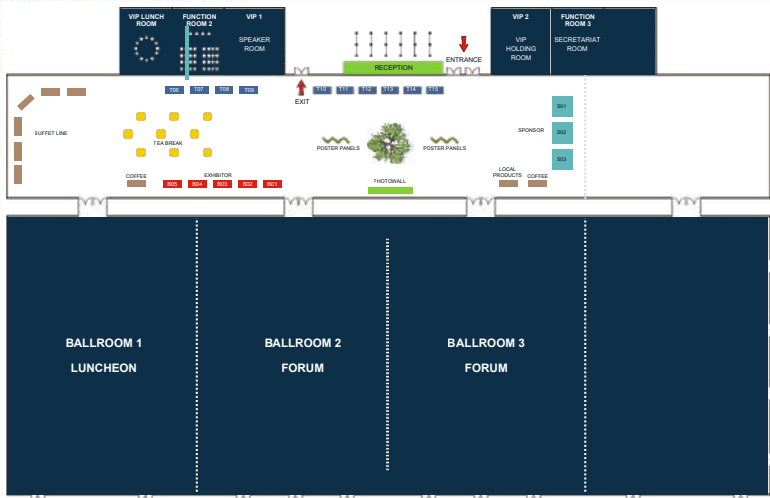 VIP LUNCH
ROOM
FUNCTION
ROOM 2
VIP 1
SPEAKER
ROOM
VIP 2
VIP
HOLDING
ROOM
FUNCTION
ROOM 3
SECRETARIAT
ROOM
ENTRANCE
RECEPTION
EXIT
T06
T07
T08
T09
T10
T11
T12
T13
T14
T15
BUFFET LINE
TEA BREAK
POSTER PANELS
POSTER PANELS
SPONSOR
S01
S02
S03
COFFEE
EXHIBITOR
B05
B04
B03
B02
B01
PHOTOWALL
LOCAL
PRODUCTS
COFFEE
BALLROOM 1
LUNCHEON
BALLROOM 2
FORUM
BALLROOM 3
FORUM